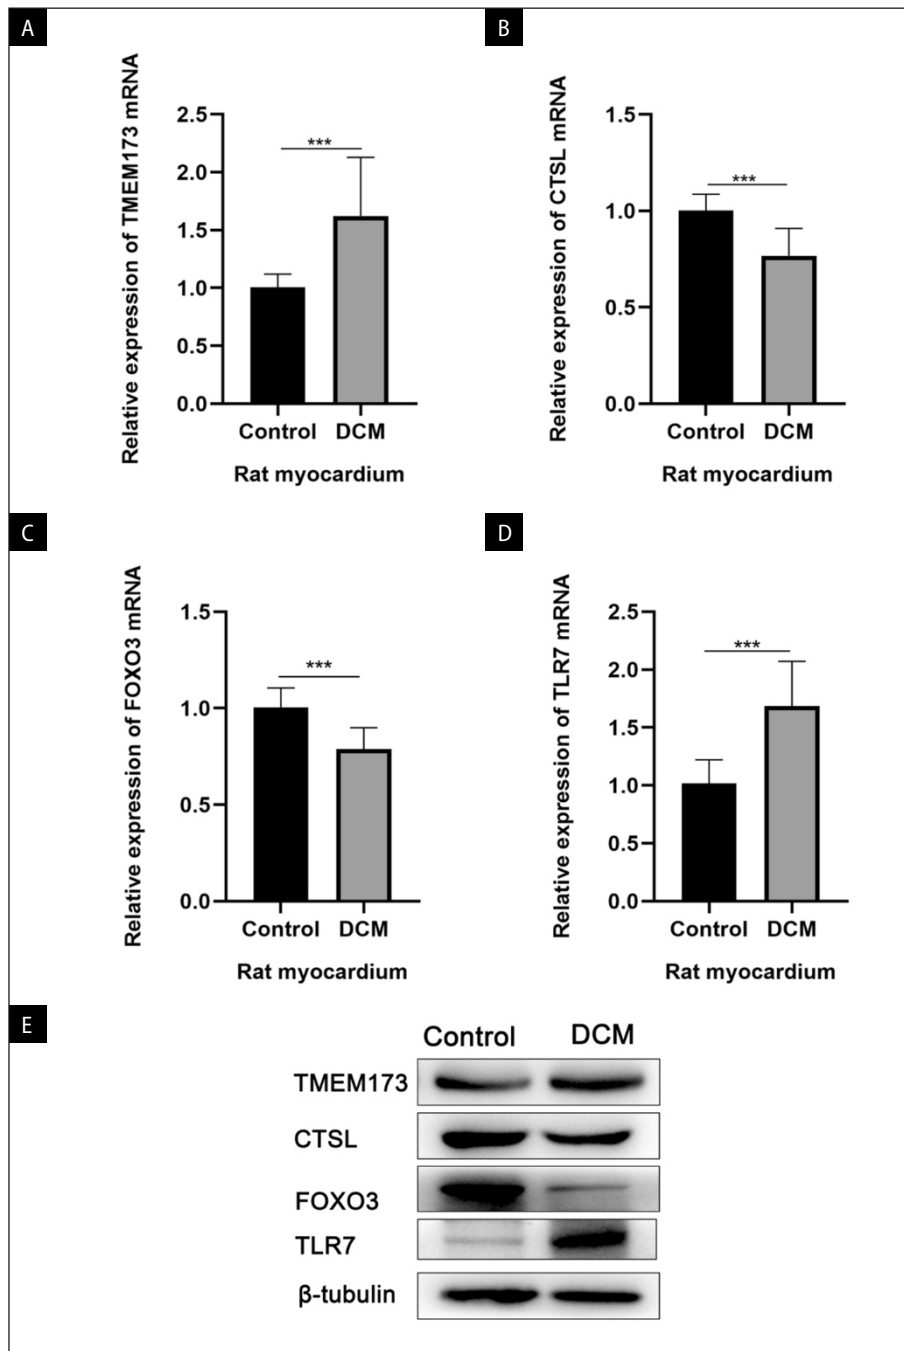 A
Relative expression of TMEM173 mRNA
2.5
2.0
1.5
1.0
0.5
0.0
***
Control DCM
Rat myocardium
B
Relative expression of CTSL mRNA
1.5
1.0
0.5
0.0
***
Control DCM
Rat myocardium
C
Relative expression of FOXO3 mRNA
1.5
1.0
0.5
0.0
***
Control DCM
Rat myocardium
D
Relative expression of TLR7 mRNA
2.5
2.0
1.5
1.0
0.5
0.0
***
Control DCM
Rat myocardium
E
Control DCM
TMEM173
CTSL
FOXO3
TLR7
β-tubulin